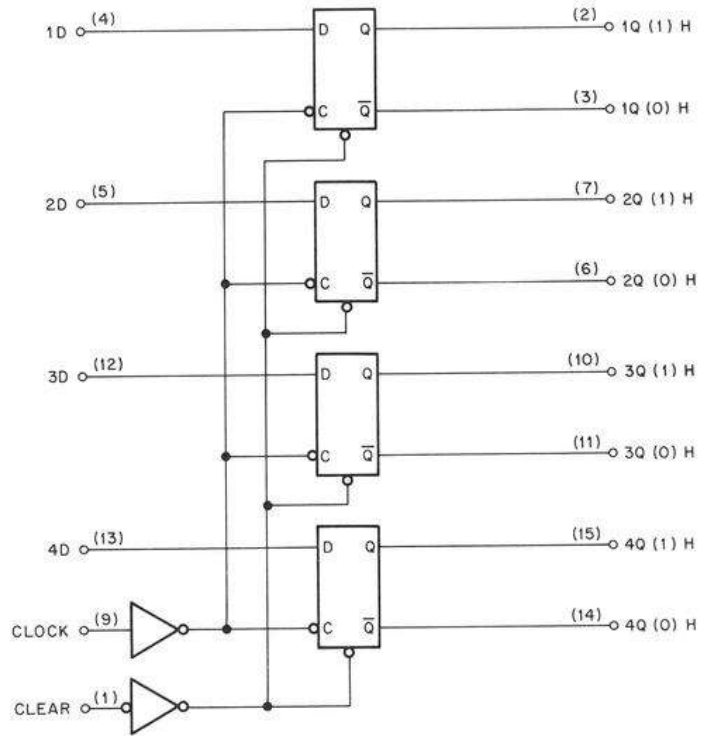 1D (4) D Q (2) 1Q (1) H
C Q̅ (3) 1Q (0) H
2D (5) D Q (7) 2Q (1) H
C Q̅ (6) 2Q (0) H
3D (12) D Q (10) 3Q (1) H
C Q̅ (11) 3Q (0) H
4D (13) D Q (15) 4Q (1) H
CLOCK (9) C Q̅ (14) 4Q (0) H
CLEAR (1)